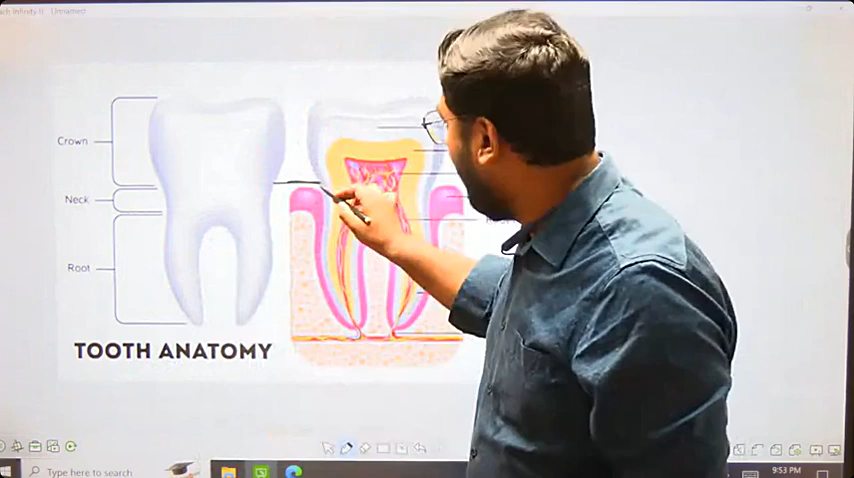 Crown
Neck
Root
TOOTH ANATOMY
Type here to search
9:53 PM